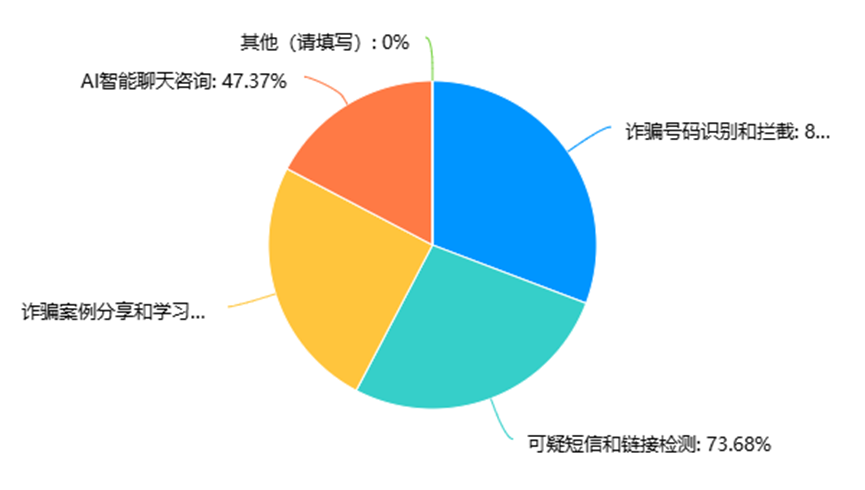 其他（请填写）: 0%
AI智能聊天咨询: 47.37%
诈骗号码识别和拦截: 8...
诈骗案例分享和学习...
可疑短信和链接检测: 73.68%